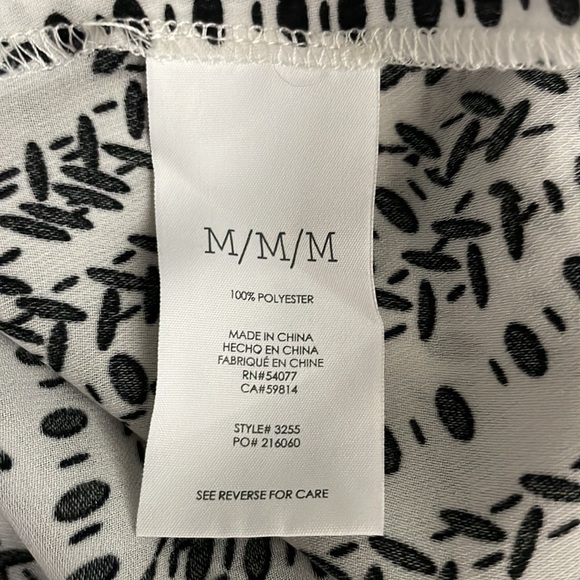 M/M/M
100% POLYESTER
MADE IN CHINA
HECHO EN CHINA
FABRIQUÉ EN CHINE
RN#54077
CA#59814
STYLE# 3255
PO# 216060
SEE REVERSE FOR CARE